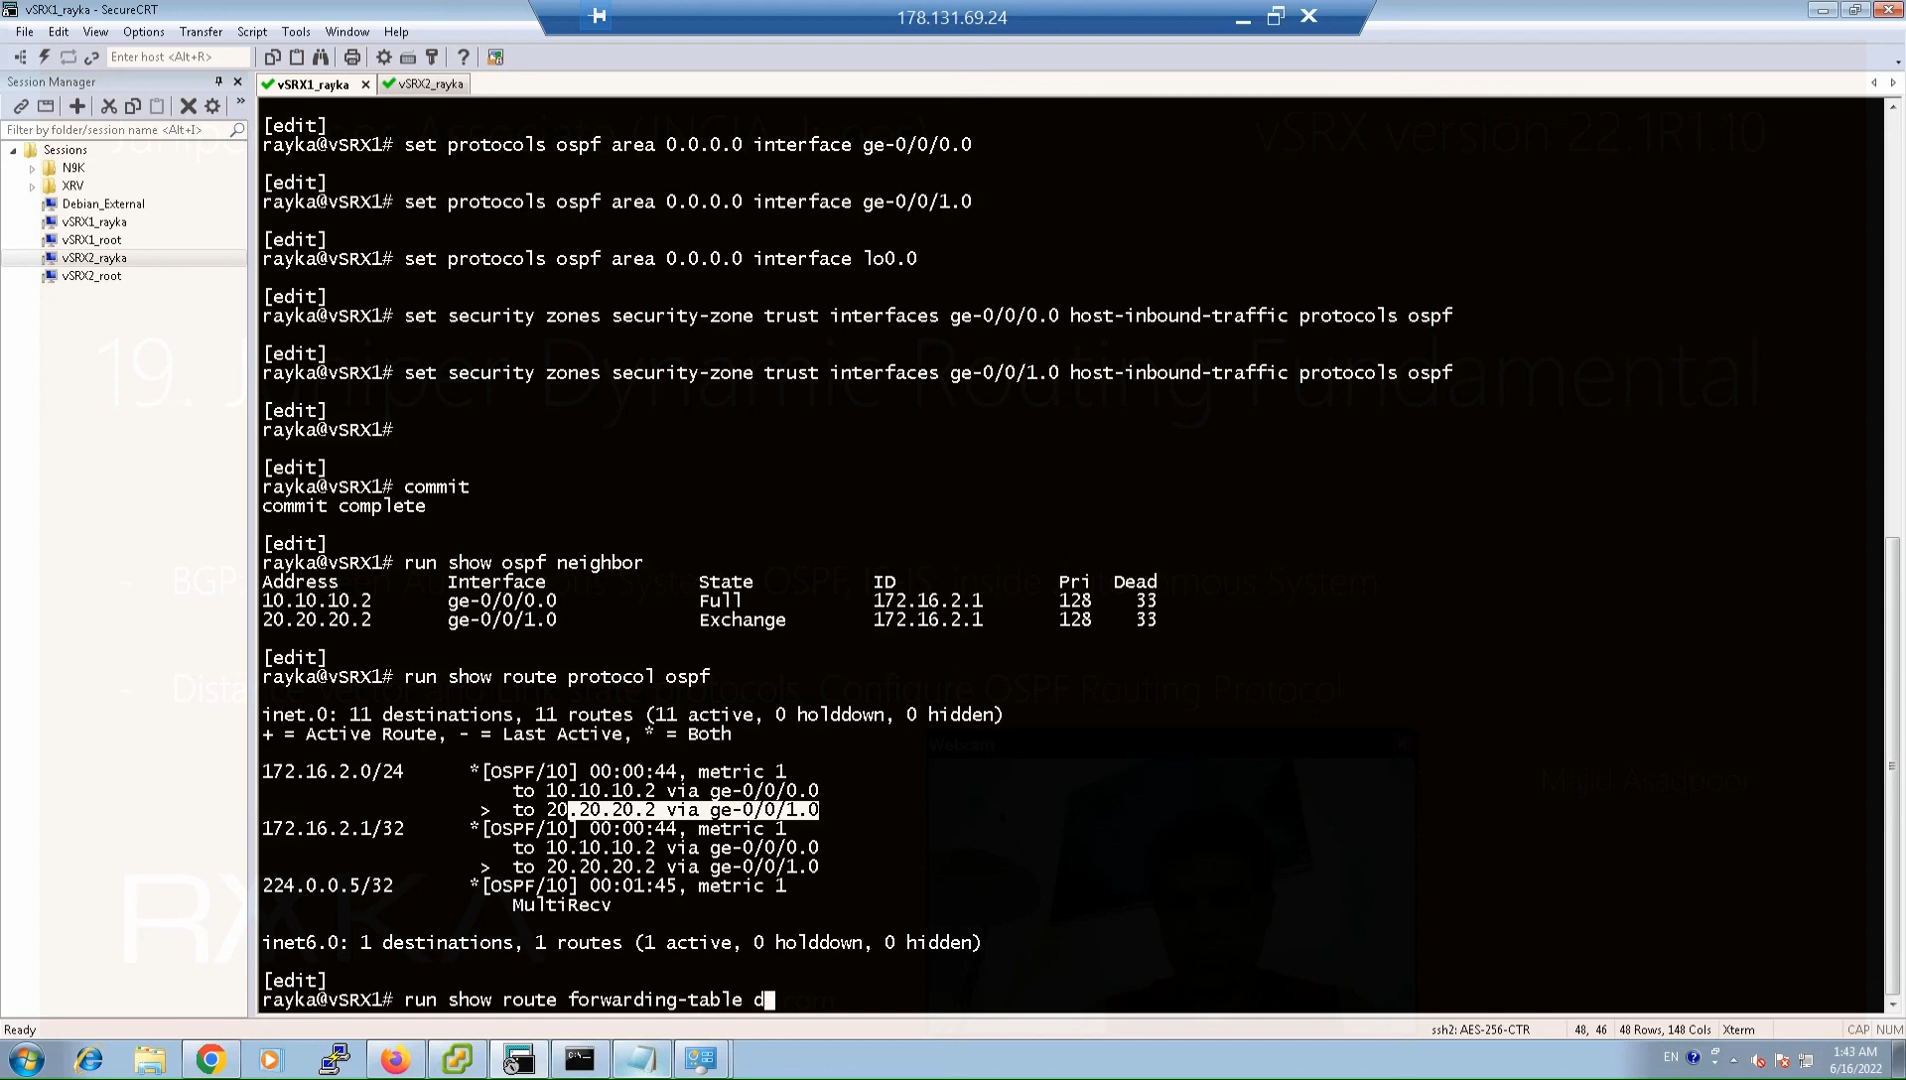 vSRX1_rayka - SecureCRT
178.131.69.24
File Edit View Options Transfer Script Tools Window Help
Enter host <Alt+R>
Session Manager
vSRX1_rayka
vSRX2_rayka
Filter by folder/session name <Alt+I>
Sessions
N9K
XRV
Debian_External
vSRX1_rayka
vSRX1_root
vSRX2_rayka
vSRX2_root
vSRX version 22.1R1.10
19. Juniper Dynamic Routing Fundamental
[edit]
rayka@vSRX1# set protocols ospf area 0.0.0.0 interface ge-0/0/0.0
[edit]
rayka@vSRX1# set protocols ospf area 0.0.0.0 interface ge-0/0/1.0
[edit]
rayka@vSRX1# set protocols ospf area 0.0.0.0 interface lo0.0
[edit]
rayka@vSRX1# set security zones security-zone trust interfaces ge-0/0/0.0 host-inbound-traffic protocols ospf
[edit]
rayka@vSRX1# set security zones security-zone trust interfaces ge-0/0/1.0 host-inbound-traffic protocols ospf
[edit]
rayka@vSRX1#
[edit]
rayka@vSRX1# commit
commit complete
[edit]
rayka@vSRX1# run show ospf neighbor
Address Interface State ID Pri Dead
10.10.10.2 ge-0/0/0.0 Full 172.16.2.1 128 33
20.20.20.2 ge-0/0/1.0 Exchange 172.16.2.1 128 33
[edit]
rayka@vSRX1# run show route protocol ospf
inet.0: 11 destinations, 11 routes (11 active, 0 holddown, 0 hidden)
+ = Active Route, - = Last Active, * = Both
172.16.2.0/24 *[OSPF/10] 00:00:44, metric 1
to 10.10.10.2 via ge-0/0/0.0
> to 20.20.20.2 via ge-0/0/1.0
172.16.2.1/32 *[OSPF/10] 00:00:44, metric 1
to 10.10.10.2 via ge-0/0/0.0
> to 20.20.20.2 via ge-0/0/1.0
224.0.0.5/32 *[OSPF/10] 00:01:45, metric 1
MultiRecv
inet6.0: 1 destinations, 1 routes (1 active, 0 holddown, 0 hidden)
[edit]
rayka@vSRX1# run show route forwarding-table d
Webcam
Majid Asadpoor
Ready
ssh2: AES-256-CTR 48, 46 48 Rows, 148 Cols Xterm CAP NUM
EN
1:43 AM
6/16/2022